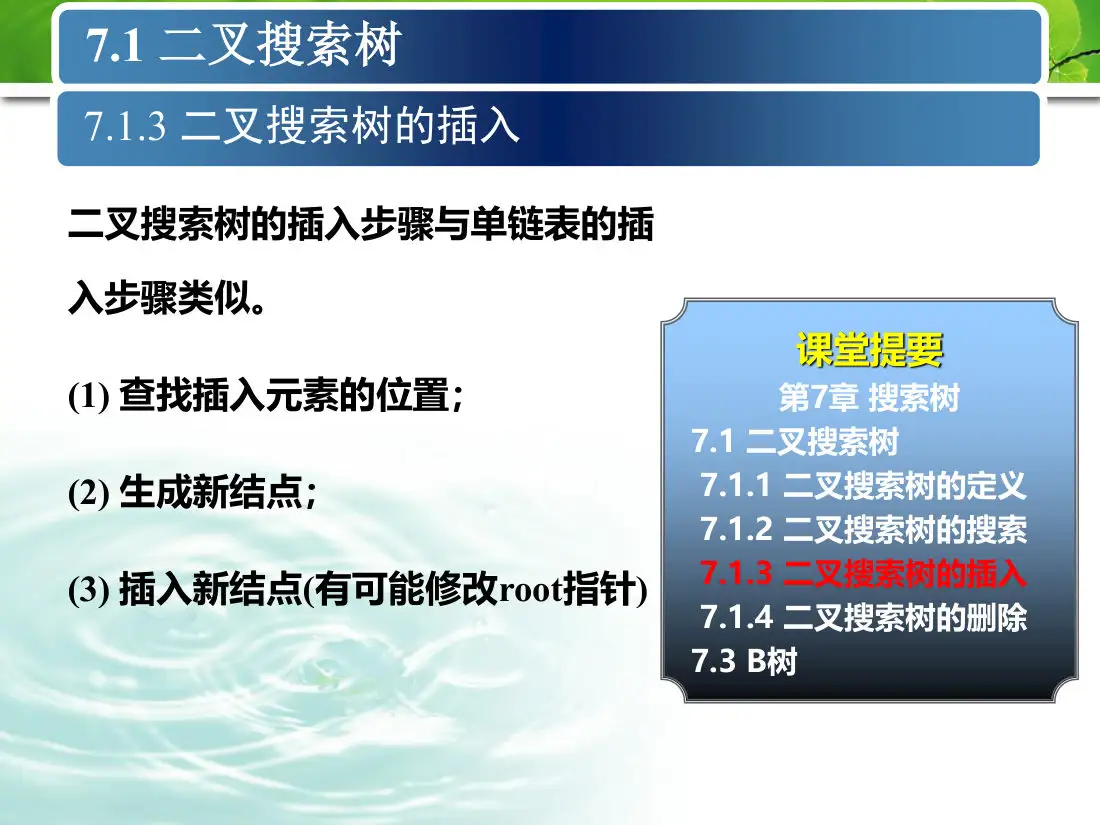 7.1 二叉搜索树
7.1.3 二叉搜索树的插入
二叉搜索树的插入步骤与单链表的插
入步骤类似。
(1) 查找插入元素的位置；
(2) 生成新结点；
(3) 插入新结点(有可能修改root指针)
课堂提要
第7章 搜索树
7.1 二叉搜索树
7.1.1 二叉搜索树的定义
7.1.2 二叉搜索树的搜索
7.1.3 二叉搜索树的插入
7.1.4 二叉搜索树的删除
7.3 B树